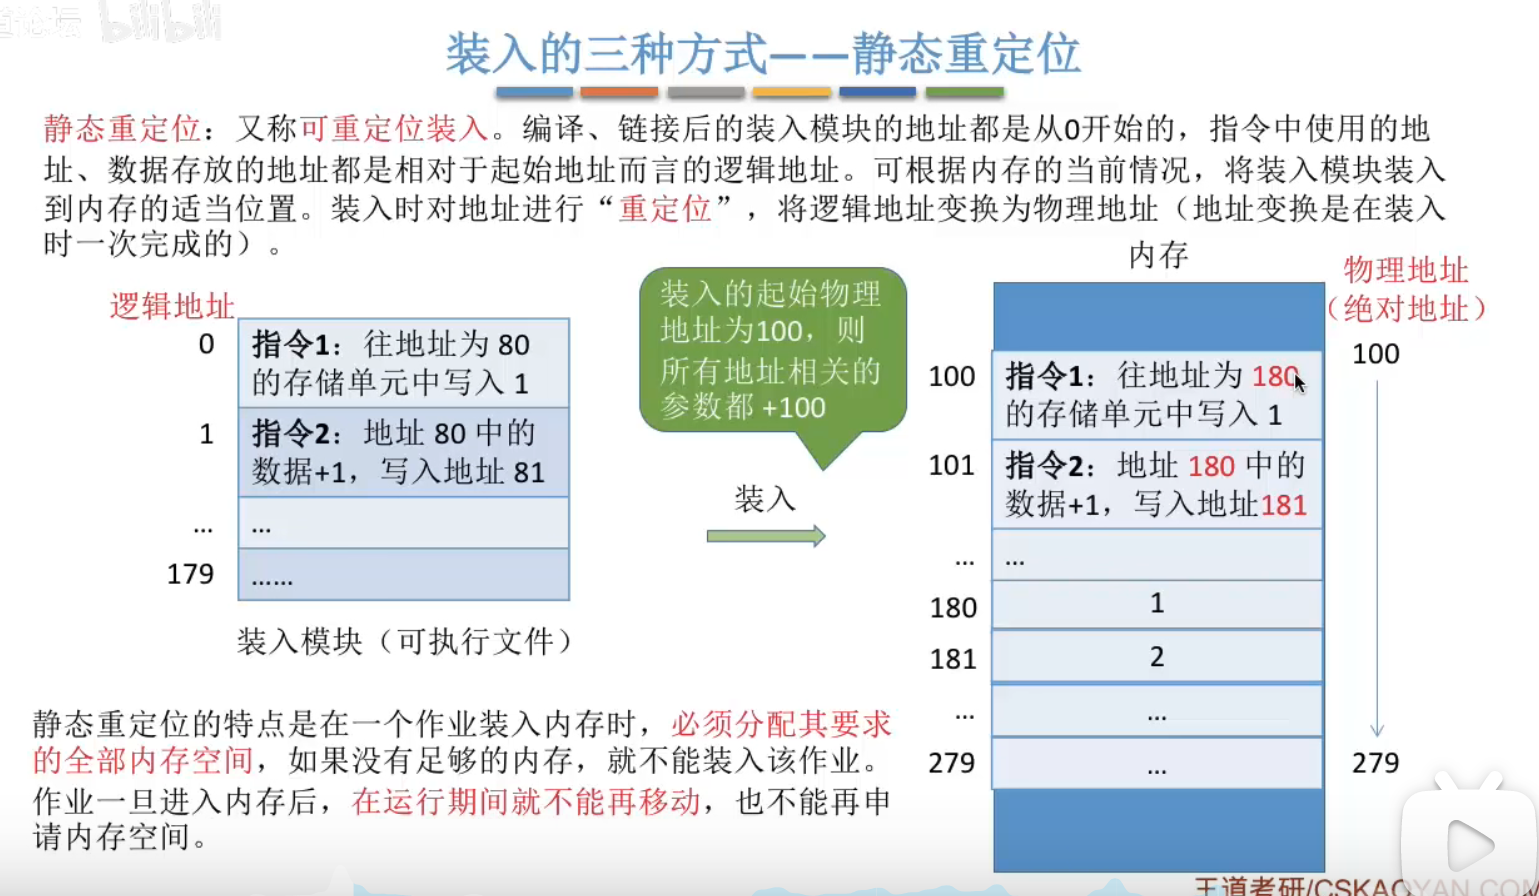 bilibili
装入的三种方式——静态重定位
静态重定位：又称可重定位装入。编译、链接后的装入模块的地址都是从0开始的，指令中使用的地
址、数据存放的地址都是相对于起始地址而言的逻辑地址。可根据内存的当前情况，将装入模块装入
到内存的适当位置。装入时对地址进行“重定位”，将逻辑地址变换为物理地址（地址变换是在装入
时一次完成的）。
逻辑地址
0
指令1：往地址为 80
的存储单元中写入 1
1
指令2：地址 80 中的
数据+1，写入地址 81
...
...
179
......
装入模块（可执行文件）
装入的起始物理
地址为100，则
所有地址相关的
参数都 +100
装入
内存
物理地址
（绝对地址）
100
100
指令1：往地址为 180
的存储单元中写入 1
101
指令2：地址 180 中的
数据+1，写入地址181
...
...
180
1
181
2
...
...
279
...
279
静态重定位的特点是在一个作业装入内存时，必须分配其要求
的全部内存空间，如果没有足够的内存，就不能装入该作业。
作业一旦进入内存后，在运行期间就不能再移动，也不能再申
请内存空间。
王道考研/CSKAOYAN.COM